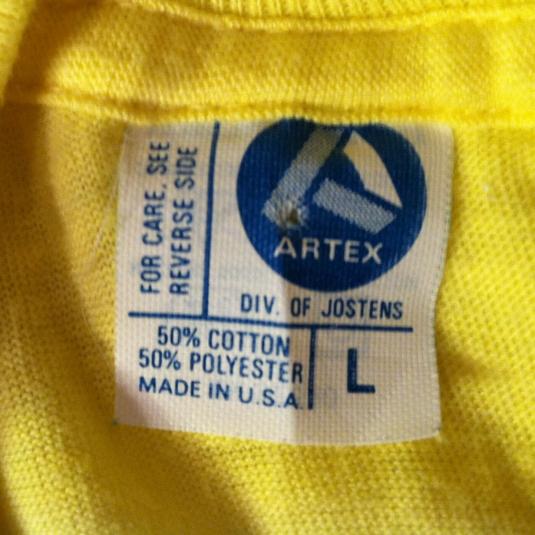 FOR CARE, SEE
REVERSE SIDE
ARTEX
DIV. OF JOSTENS
50% COTTON
50% POLYESTER
MADE IN U.S.A.
L